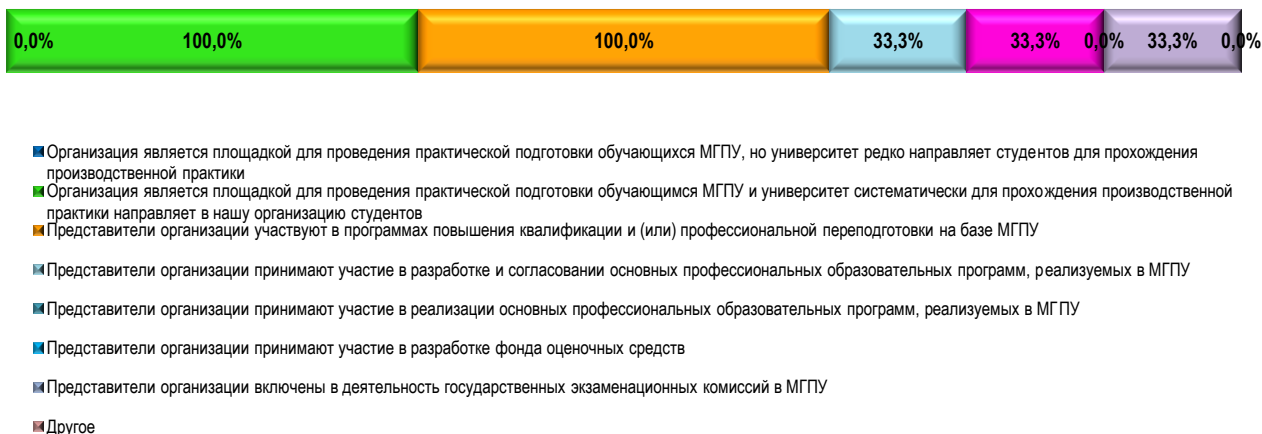 0,0% 100,0% 100,0% 33,3% 33,3% 0,0% 33,3% 0,0%
Организация является площадкой для проведения практической подготовки обучающихся МГПУ, но университет редко направляет студентов для прохождения
производственной практики
Организация является площадкой для проведения практической подготовки обучающимся МГПУ и университет систематически для прохождения производственной
практики направляет в нашу организацию студентов
Представители организации участвуют в программах повышения квалификации и (или) профессиональной переподготовки на базе МГПУ
Представители организации принимают участие в разработке и согласовании основных профессиональных образовательных программ, реализуемых в МГПУ
Представители организации принимают участие в реализации основных профессиональных образовательных программ, реализуемых в МГПУ
Представители организации принимают участие в разработке фонда оценочных средств
Представители организации включены в деятельность государственных экзаменационных комиссий в МГПУ
Другое